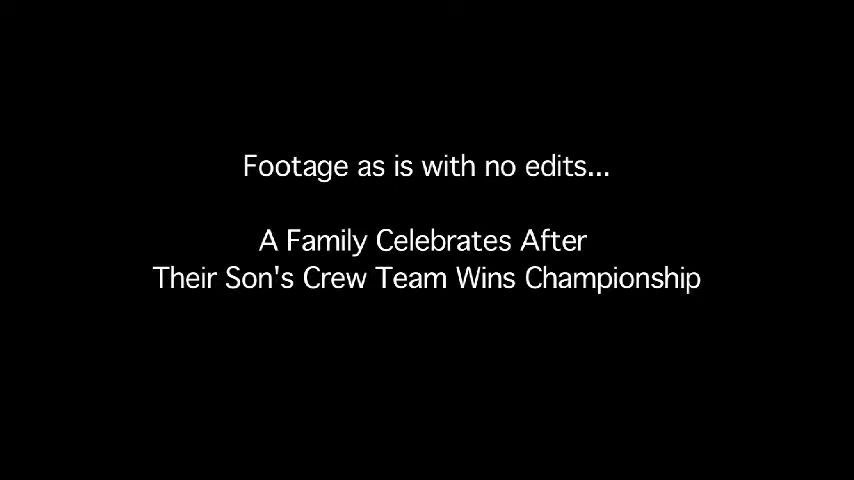 Footage as is with no edits...
A Family Celebrates After
Their Son's Crew Team Wins Championship